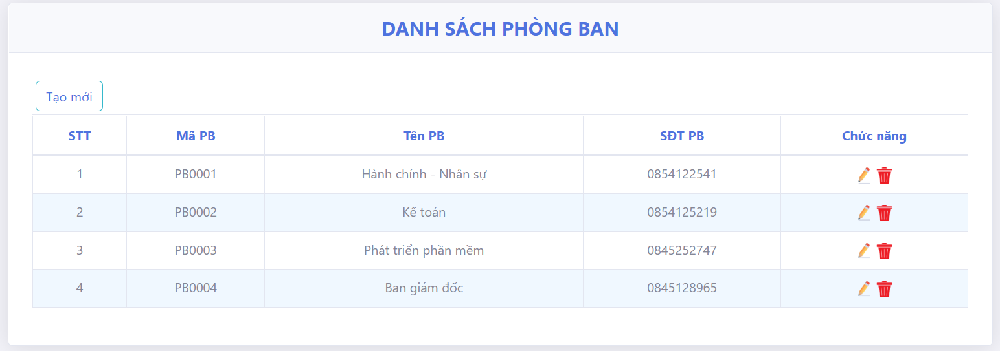 DANH SÁCH PHÒNG BAN
Tạo mới
STT Mã PB Tên PB SĐT PB Chức năng
1 PB0001 Hành chính - Nhân sự 0854122541
2 PB0002 Kế toán 0854125219
3 PB0003 Phát triển phần mềm 0845252747
4 PB0004 Ban giám đốc 0845128965